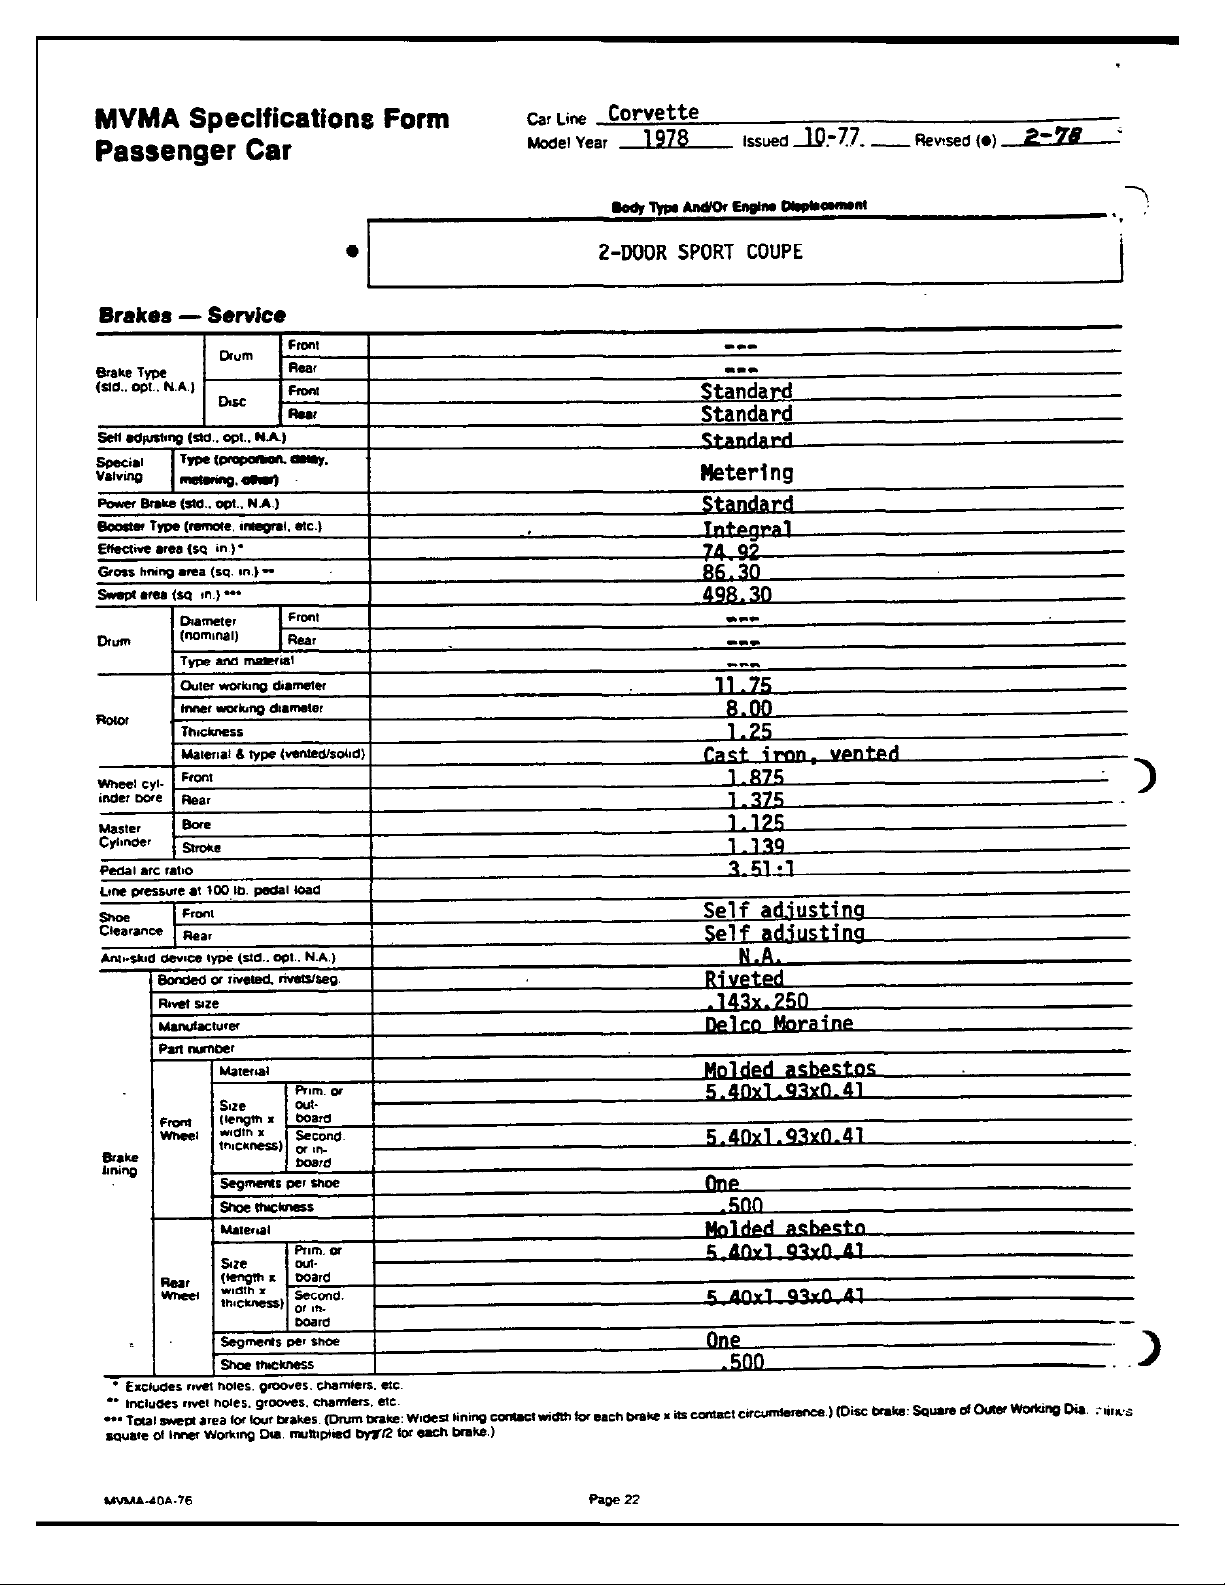 MVMA Specifications Form
Passenger Car
Car Line Corvette
Model Year 1978 Issued 10-77 Revised (●) 2-78
Body Type And/Or Engine Displacement
● 2-DOOR SPORT COUPE
Brakes — Service
Brake Type (std., opt., N.A.) Drum Front ---
Rear ---
Disc Front Standard
Rear Standard
Self adjusting (std., opt., N.A.) Standard
Special Valving Type (proportion, delay, metering, other) Metering
Power Brake (std., opt., N.A.) Standard
Booster Type (remote, integral, etc.) Integral
Effective area (sq. in.)* 74.92
Gross lining area (sq. in.)** 86.30
Swept area (sq. in.)*** 498.30
Drum Diameter (nominal) Front ---
Rear ---
Type and material ---
Rotor Outer working diameter 11.75
Inner working diameter 8.00
Thickness 1.25
Material & type (vented/solid) Cast iron, vented
Wheel cylinder bore Front 1.875
Rear 1.375
Master Cylinder Bore 1.125
Stroke 1.139
Pedal arc ratio 3.51:1
Line pressure at 100 lb. pedal load
Shoe Clearance Front Self adjusting
Rear Self adjusting
Anti-skid device type (std., opt., N.A.) N.A.
Brake lining Bonded or riveted, rivets/seg. Riveted
Rivet size .143x.250
Manufacturer Delco Moraine
Part number
Front Wheel Material Molded asbestos
Size (length x width x thickness) Prim. or out-board 5.40x1.93x0.41
Second. or in-board 5.40x1.93x0.41
Segments per shoe One
Shoe thickness .500
Rear Wheel Material Molded asbesto
Size (length x width x thickness) Prim. or out-board 5.40x1.93x0.41
Second. or in-board 5.40x1.93x0.41
Segments per shoe One
Shoe thickness .500
* Excludes rivet holes, grooves, chamfers, etc.
** Includes rivet holes, grooves, chamfers, etc.
*** Total swept area for four brakes. (Drum brake: Widest lining contact width for each brake x its contact circumference.) (Disc brake: Square of Outer Working Dia. minus
square of Inner Working Dia. multiplied by π/2 for each brake.)
MVMA-40A-76
Page 22